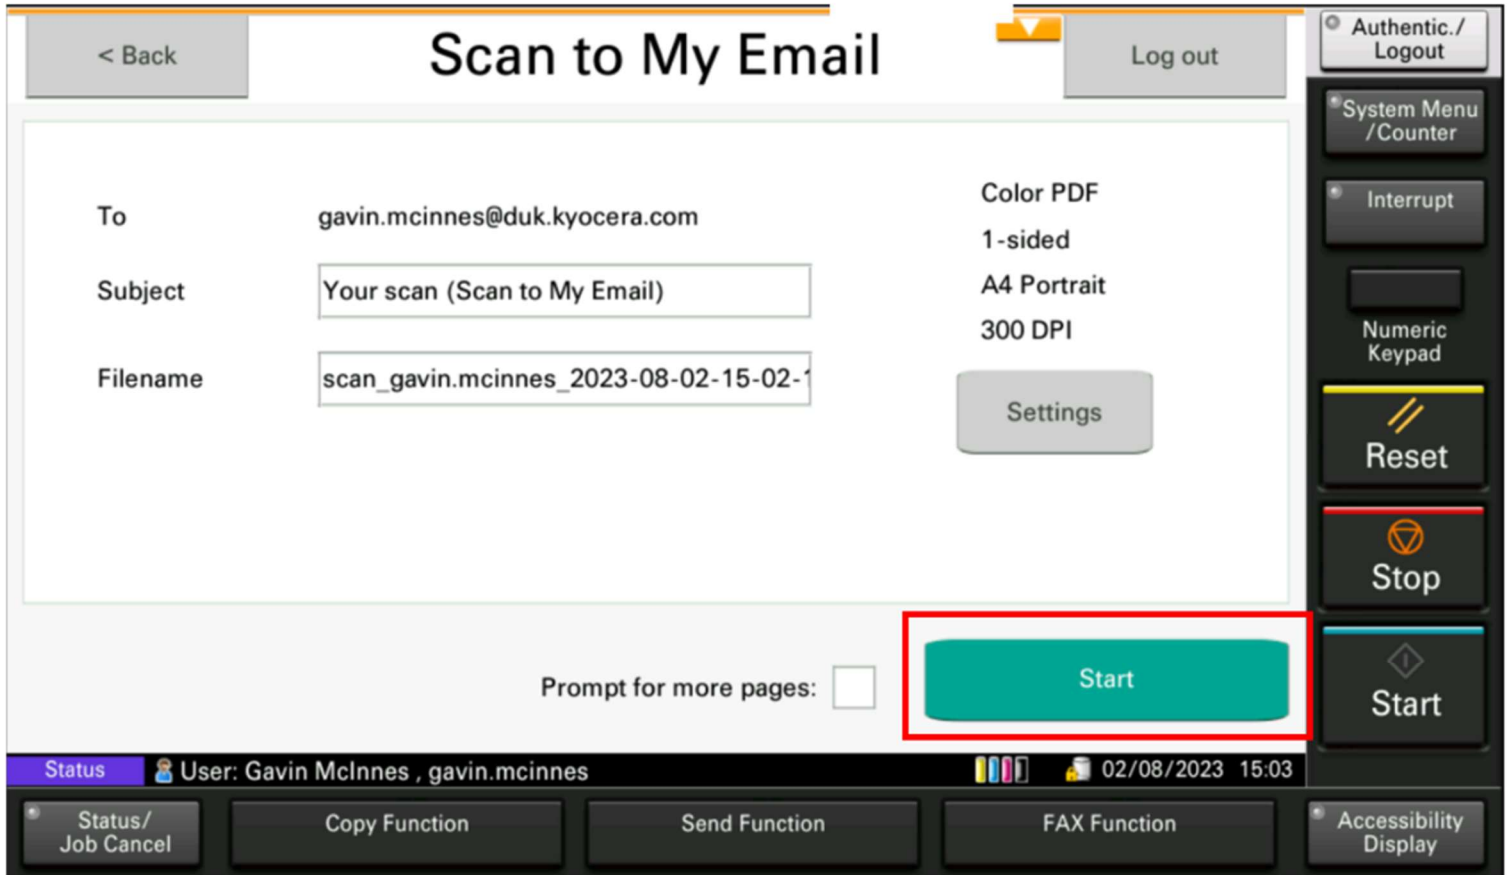 < Back
Scan to My Email
Log out
To
gavin.mcinnes@duk.kyocera.com
Subject
Your scan (Scan to My Email)
Filename
scan_gavin.mcinnes_2023-08-02-15-02-1
Color PDF
1-sided
A4 Portrait
300 DPI
Settings
Prompt for more pages:
Start
Status
User: Gavin McInnes , gavin.mcinnes
02/08/2023 15:03
Status/
Job Cancel
Copy Function
Send Function
FAX Function
Accessibility
Display
Authentic./
Logout
System Menu
/Counter
Interrupt
Numeric
Keypad
Reset
Stop
Start